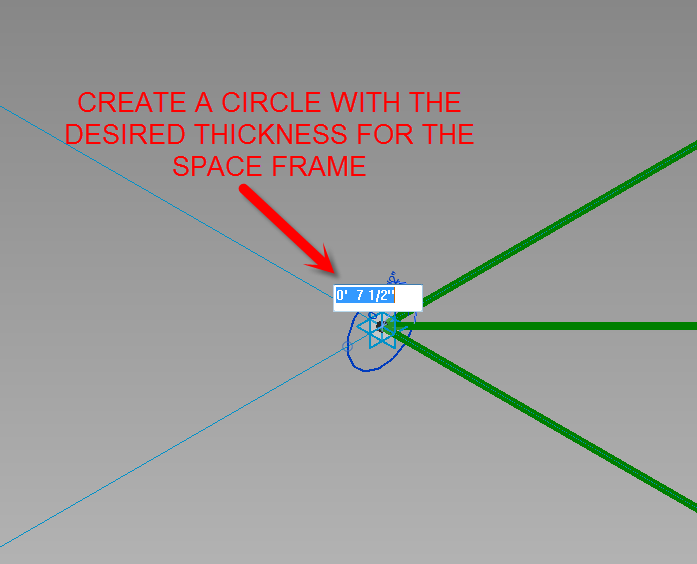 CREATE A CIRCLE WITH THE
DESIRED THICKNESS FOR THE
SPACE FRAME
0'  7 1/2"